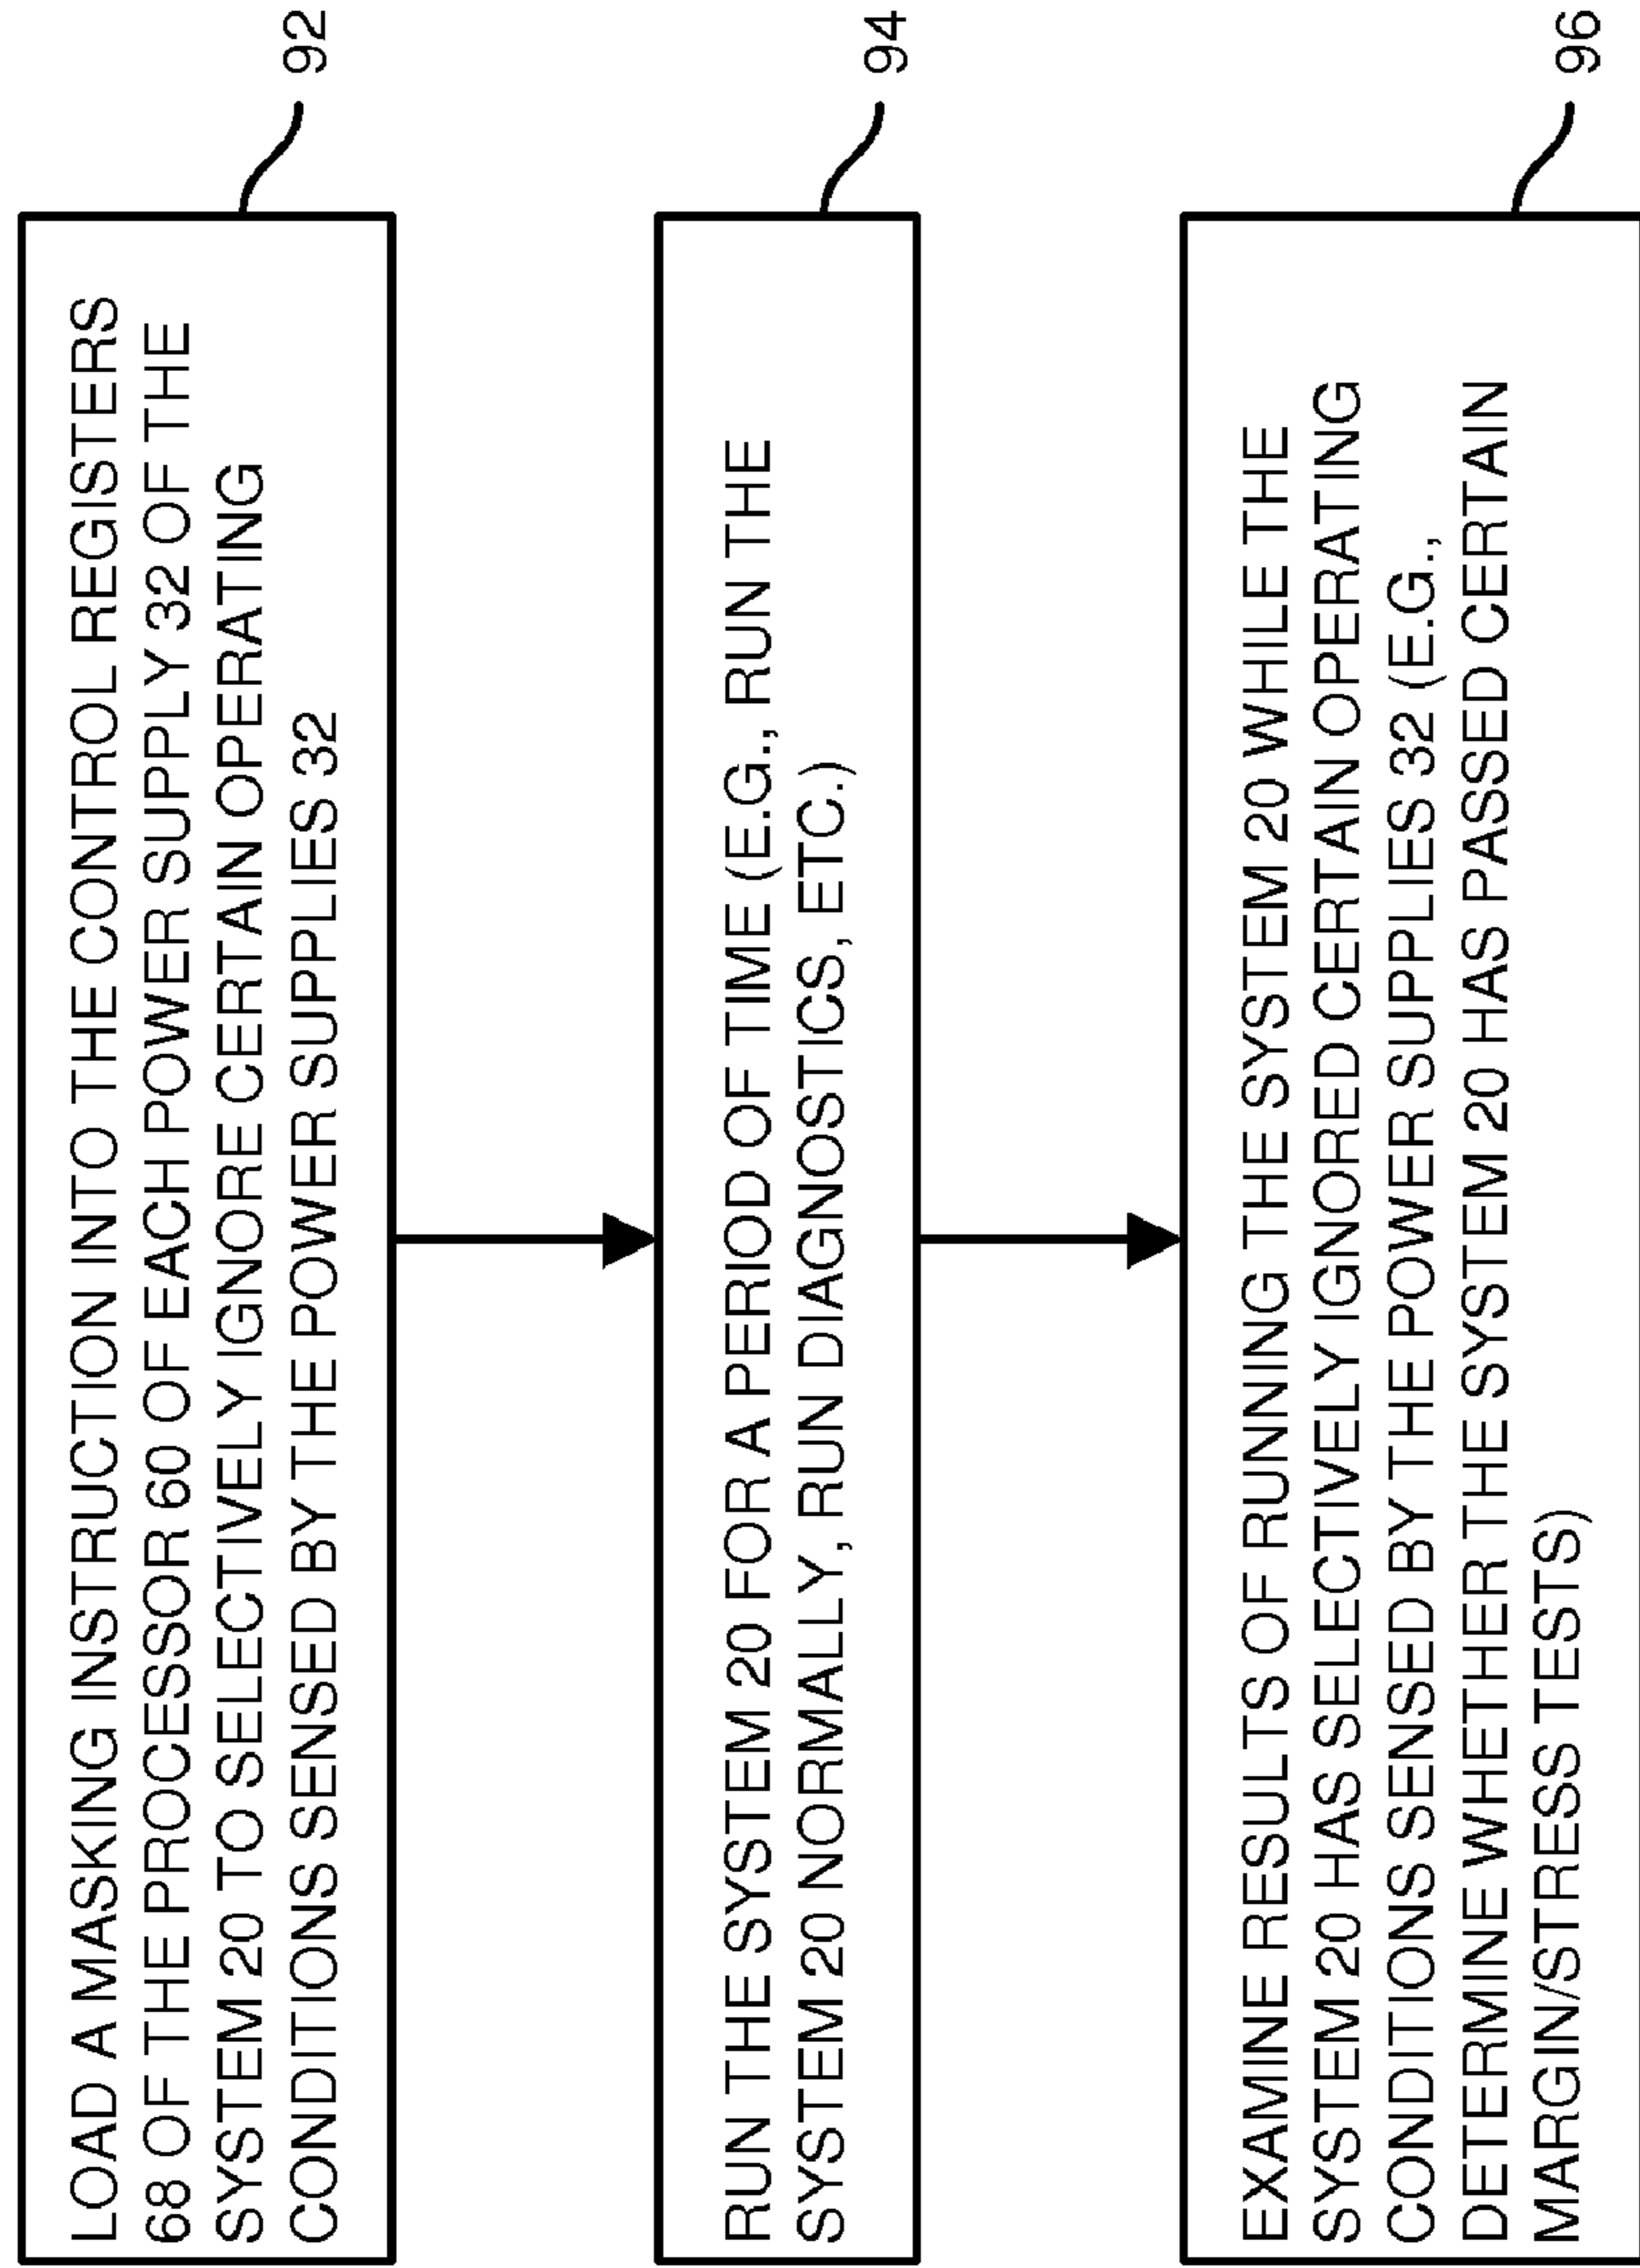 LOAD A MASKING INSTRUCTION INTO THE CONTROL REGISTERS
68 OF THE PROCESSOR 60 OF EACH POWER SUPPLY 32 OF THE
SYSTEM 20 TO SELECTIVELY IGNORE CERTAIN OPERATING
CONDITIONS SENSED BY THE POWER SUPPLIES 32
92
RUN THE SYSTEM 20 FOR A PERIOD OF TIME (E.G., RUN THE
SYSTEM 20 NORMALLY, RUN DIAGNOSTICS, ETC.)
94
EXAMINE RESULTS OF RUNNING THE SYSTEM 20 WHILE THE
SYSTEM 20 HAS SELECTIVELY IGNORED CERTAIN OPERATING
CONDITIONS SENSED BY THE POWER SUPPLIES 32 (E.G.,
DETERMINE WHETHER THE SYSTEM 20 HAS PASSED CERTAIN
MARGIN/STRESS TESTS)
96